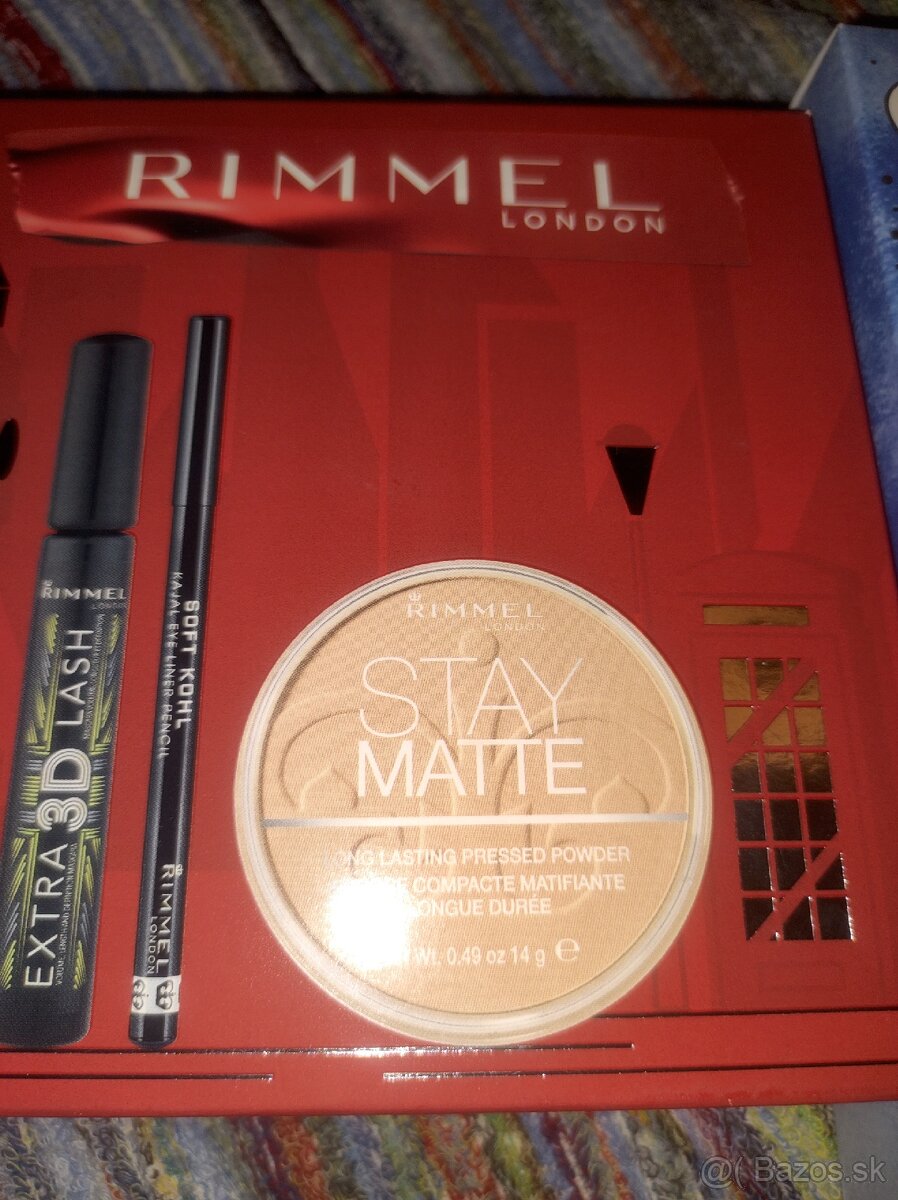 RIMMEL
LONDON
RIMMEL
LONDON
EXTRA 3D LASH
SOFT KOHL
KAJAL EYE LINER PENCIL
RIMMEL
LONDON
RIMMEL
LONDON
STAY
MATTE
LONG LASTING PRESSED POWDER
COMPACTE MATIFIANTE
LONGUE DURÉE
WT. 0.49 oz 14 g ℮
@( Bazos.sk